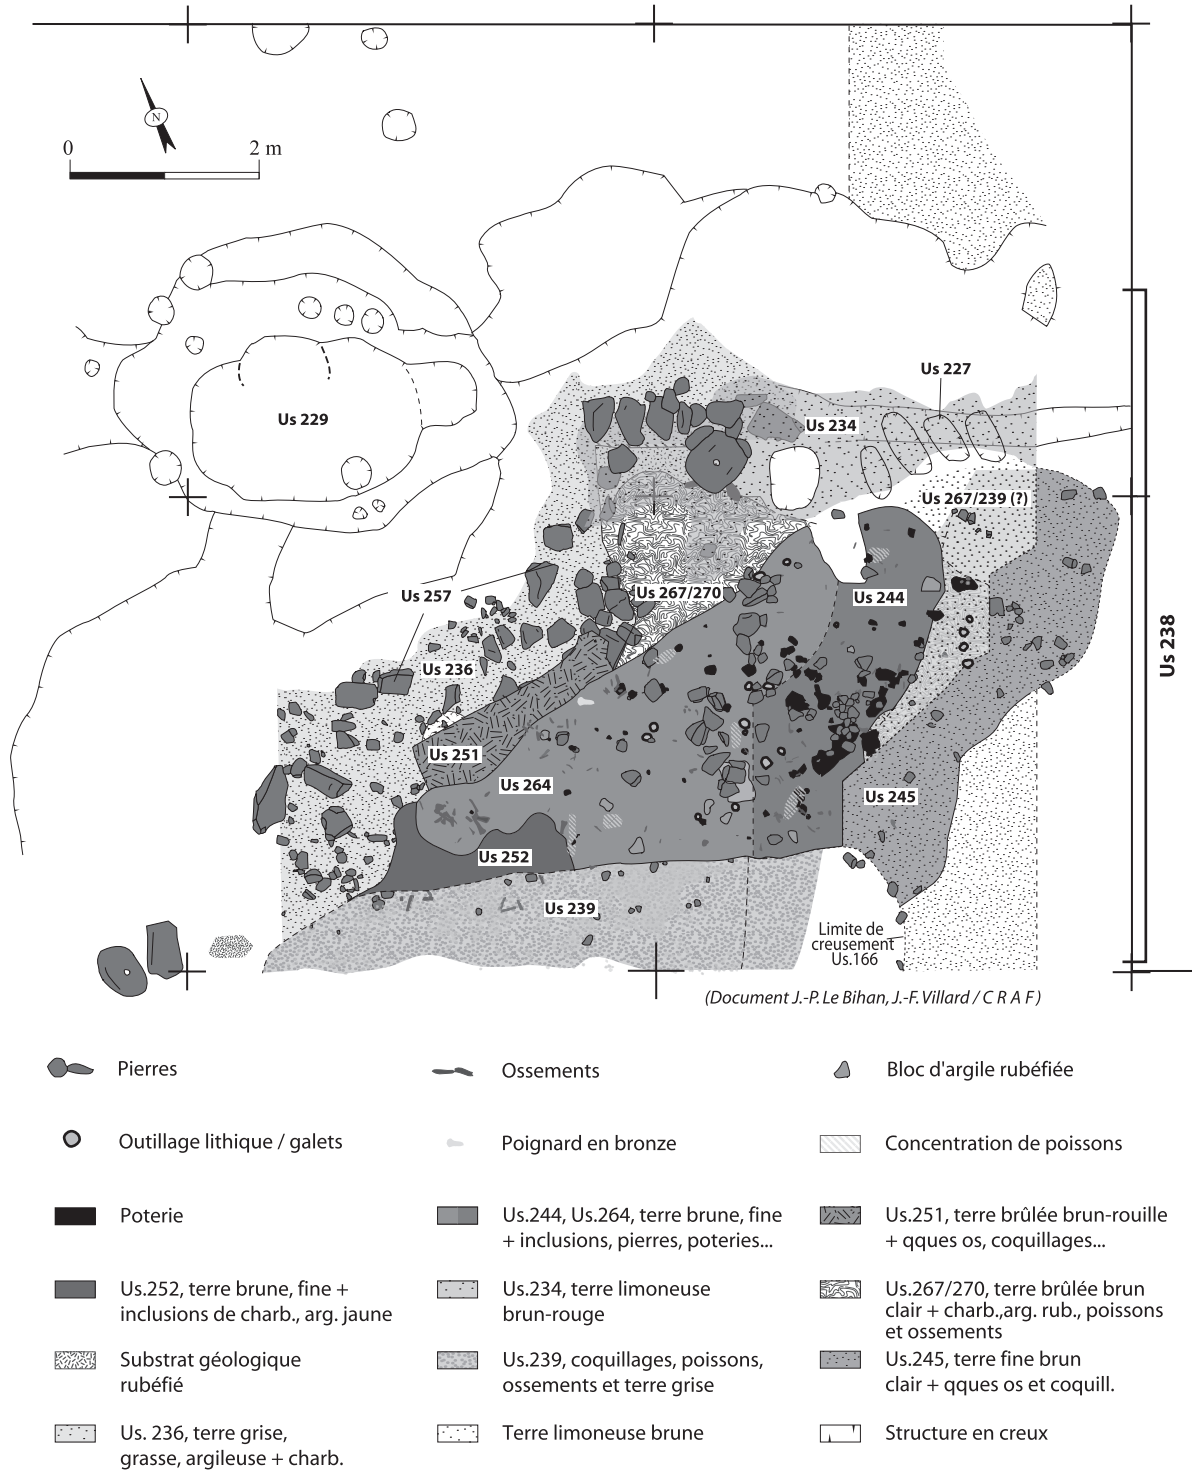 N
0 2 m
Us 227
Us 234
Us 229
Us 267/239 (?)
Us 257
Us 267/270
Us 244
Us 238
Us 236
Us 251
Us 264
Us 245
Us 252
Us 239
Limite de
creusement
Us.166
(Document J.-P. Le Bihan, J.-F. Villard / C R A F)
Pierres
Ossements
Bloc d'argile rubéfiée
Outillage lithique / galets
Poignard en bronze
Concentration de poissons
Poterie
Us.244, Us.264, terre brune, fine
+ inclusions, pierres, poteries...
Us.251, terre brûlée brun-rouille
+ qques os, coquillages...
Us.252, terre brune, fine +
inclusions de charb., arg. jaune
Us.234, terre limoneuse
brun-rouge
Us.267/270, terre brûlée brun
clair + charb.,arg. rub., poissons
et ossements
Substrat géologique
rubéfié
Us.239, coquillages, poissons,
ossements et terre grise
Us.245, terre fine brun
clair + qques os et coquill.
Us. 236, terre grise,
grasse, argileuse + charb.
Terre limoneuse brune
Structure en creux